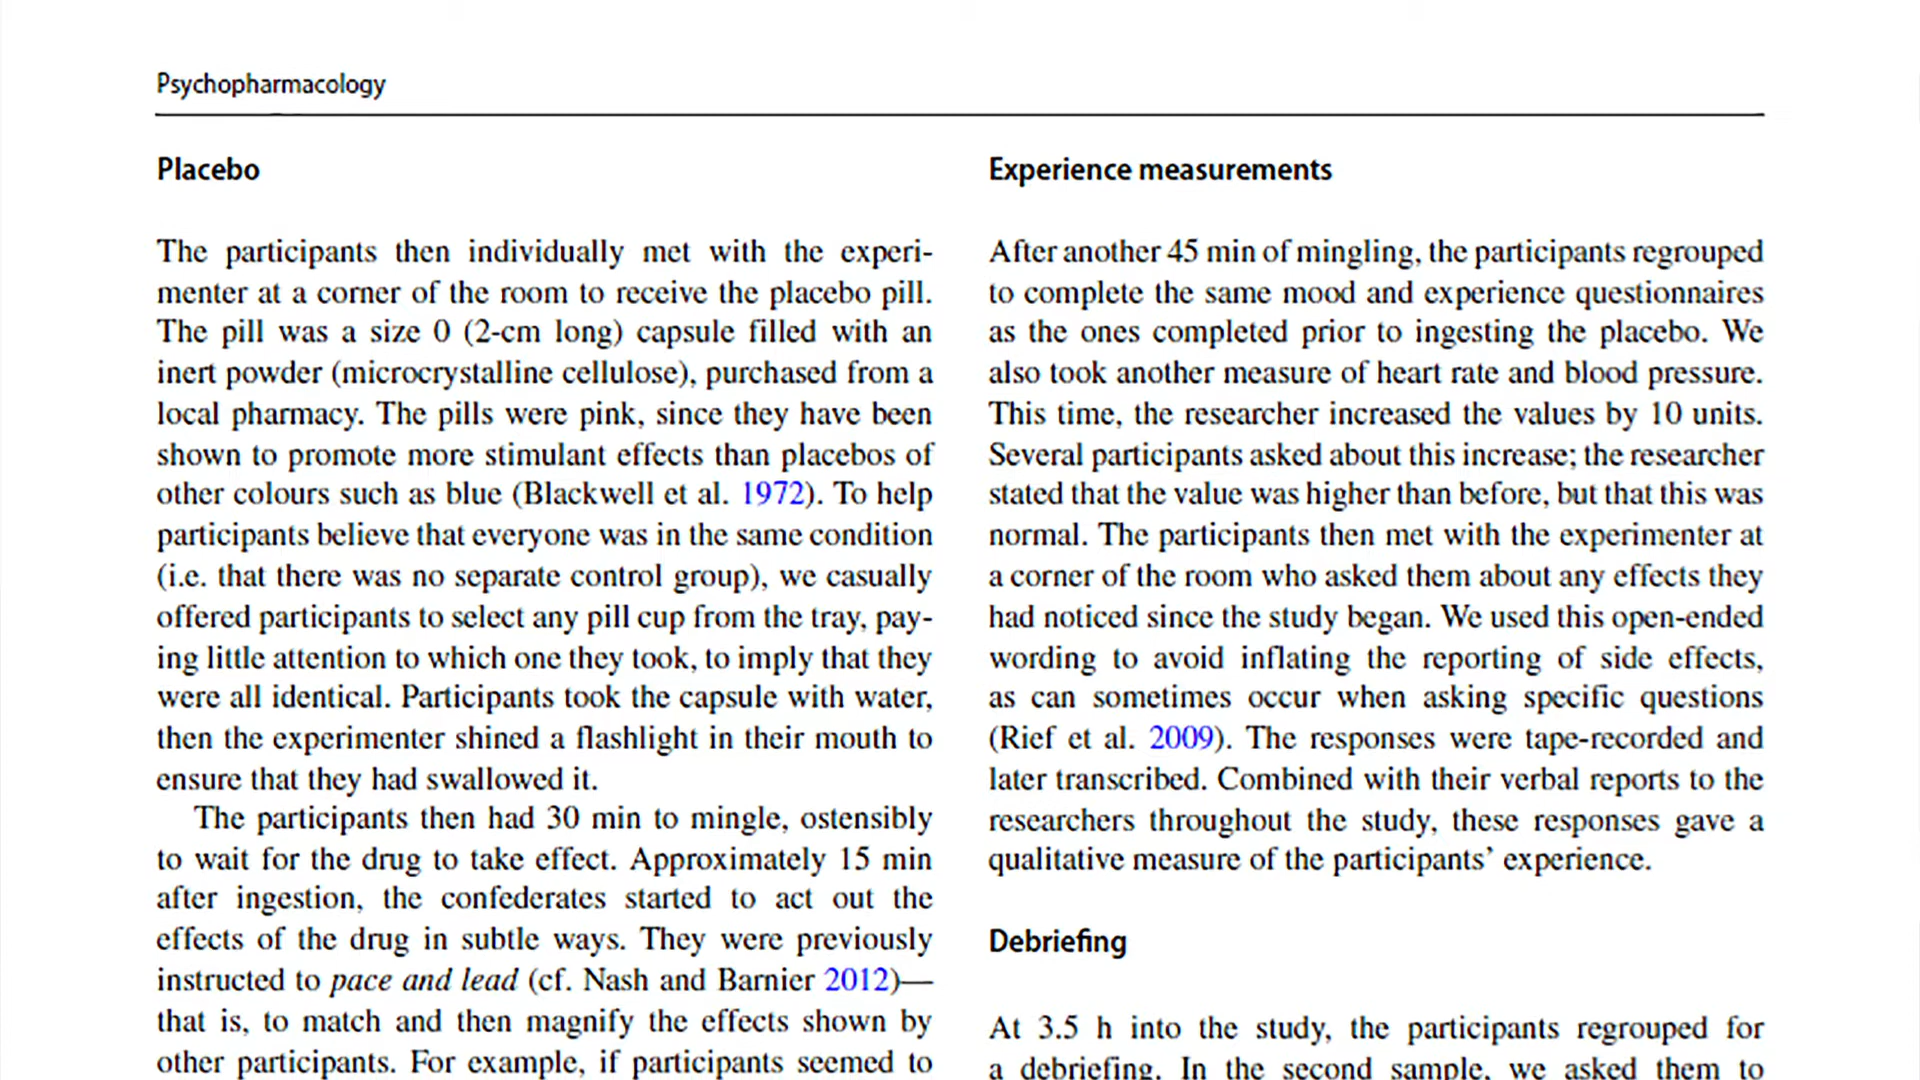 Psychopharmacology
Placebo
The participants then individually met with the experi-
menter at a corner of the room to receive the placebo pill.
The pill was a size 0 (2-cm long) capsule filled with an
inert powder (microcrystalline cellulose), purchased from a
local pharmacy. The pills were pink, since they have been
shown to promote more stimulant effects than placebos of
other colours such as blue (Blackwell et al. 1972). To help
participants believe that everyone was in the same condition
(i.e. that there was no separate control group), we casually
offered participants to select any pill cup from the tray, pay-
ing little attention to which one they took, to imply that they
were all identical. Participants took the capsule with water,
then the experimenter shined a flashlight in their mouth to
ensure that they had swallowed it.
The participants then had 30 min to mingle, ostensibly
to wait for the drug to take effect. Approximately 15 min
after ingestion, the confederates started to act out the
effects of the drug in subtle ways. They were previously
instructed to pace and lead (cf. Nash and Barnier 2012)—
that is, to match and then magnify the effects shown by
other participants. For example, if participants seemed to
Experience measurements
After another 45 min of mingling, the participants regrouped
to complete the same mood and experience questionnaires
as the ones completed prior to ingesting the placebo. We
also took another measure of heart rate and blood pressure.
This time, the researcher increased the values by 10 units.
Several participants asked about this increase; the researcher
stated that the value was higher than before, but that this was
normal. The participants then met with the experimenter at
a corner of the room who asked them about any effects they
had noticed since the study began. We used this open-ended
wording to avoid inflating the reporting of side effects,
as can sometimes occur when asking specific questions
(Rief et al. 2009). The responses were tape-recorded and
later transcribed. Combined with their verbal reports to the
researchers throughout the study, these responses gave a
qualitative measure of the participants’ experience.
Debriefing
At 3.5 h into the study, the participants regrouped for
a debriefing. In the second sample, we asked them to